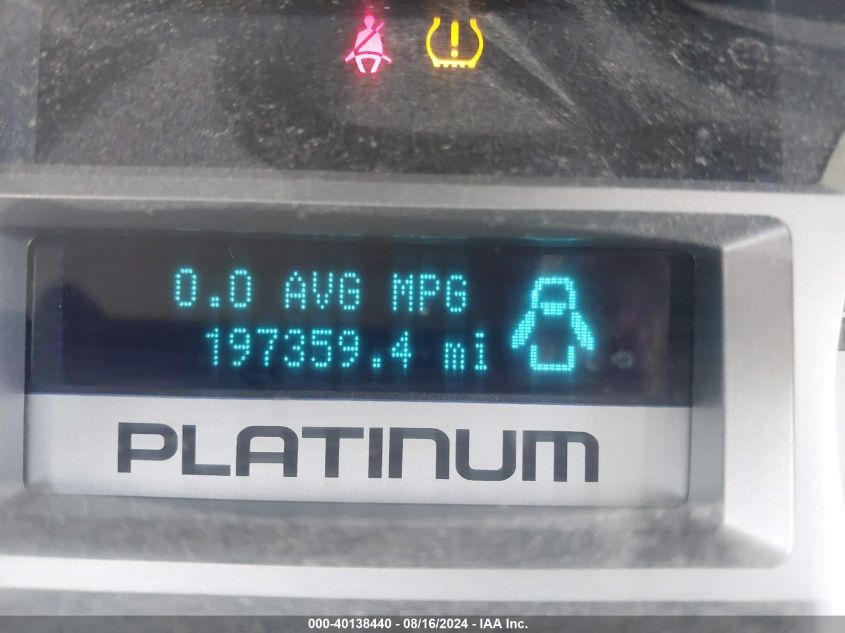 0.0 AVG MPG
197359.4 mi
PLATINUM
000-40138440 - 08/16/2024 - IAA Inc.